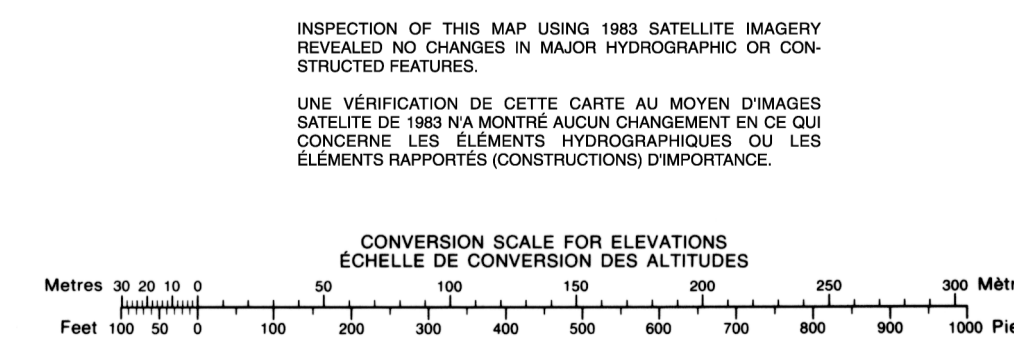 INSPECTION OF THIS MAP USING 1983 SATELLITE IMAGERY
REVEALED NO CHANGES IN MAJOR HYDROGRAPHIC OR CON-
STRUCTED FEATURES.
UNE VÉRIFICATION DE CETTE CARTE AU MOYEN D'IMAGES
SATELITE DE 1983 N'A MONTRÉ AUCUN CHANGEMENT EN CE QUI
CONCERNE LES ÉLÉMENTS HYDROGRAPHIQUES OU LES
ÉLÉMENTS RAPPORTÉS (CONSTRUCTIONS) D'IMPORTANCE.
CONVERSION SCALE FOR ELEVATIONS
ÉCHELLE DE CONVERSION DES ALTITUDES
Metres 30 20 10 0 50 100 150 200 250 300 Mètr
Feet 100 50 0 100 200 300 400 500 600 700 800 900 1000 Pie